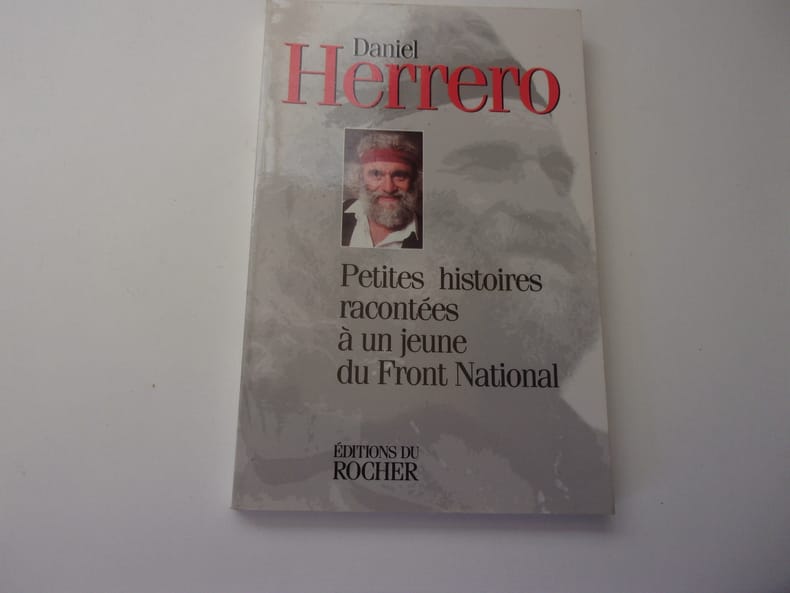 Daniel
Herrero
Petites histoires
racontées
à un jeune
du Front National
ÉDITIONS DU
ROCHER